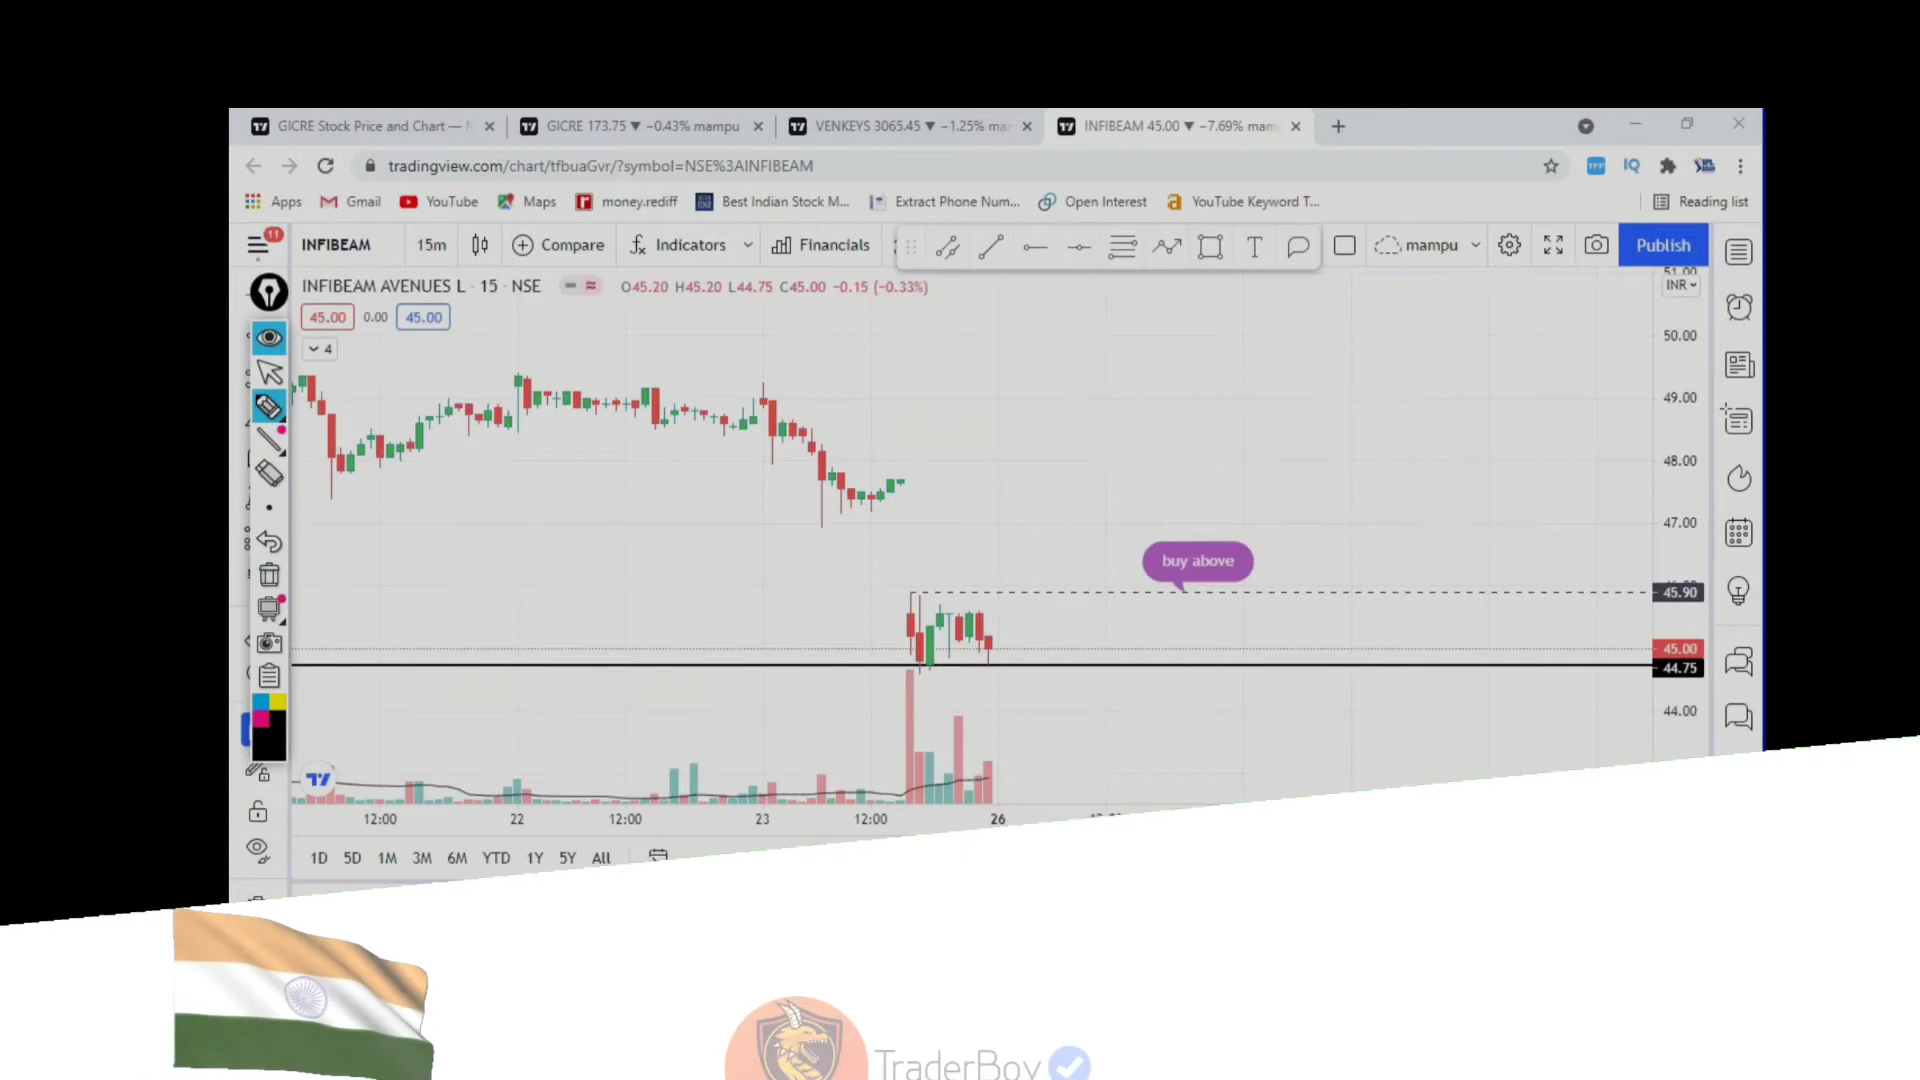 GICRE Stock Price and Chart — N
GICRE 173.75 ▼ −0.43% mampu
VENKEYS 3065.45 ▼ −1.25% mam
INFIBEAM 45.00 ▼ −7.69% mam
tradingview.com/chart/tfbuaGvr/?symbol=NSE%3AINFIBEAM
Apps Gmail YouTube Maps money.rediff Best Indian Stock M... Extract Phone Num... Open Interest YouTube Keyword T... Reading list
11
INFIBEAM 15m Compare Indicators Financials T mampu Publish
INFIBEAM AVENUES L · 15 · NSE O45.20 H45.20 L44.75 C45.00 −0.15 (−0.33%)
51.00
INR
45.00 0.00 45.00
4
50.00
49.00
48.00
47.00
buy above
45.90
45.00
44.75
44.00
12:00 22 12:00 23 12:00 26
1D 5D 1M 3M 6M YTD 1Y 5Y All
TraderBoy